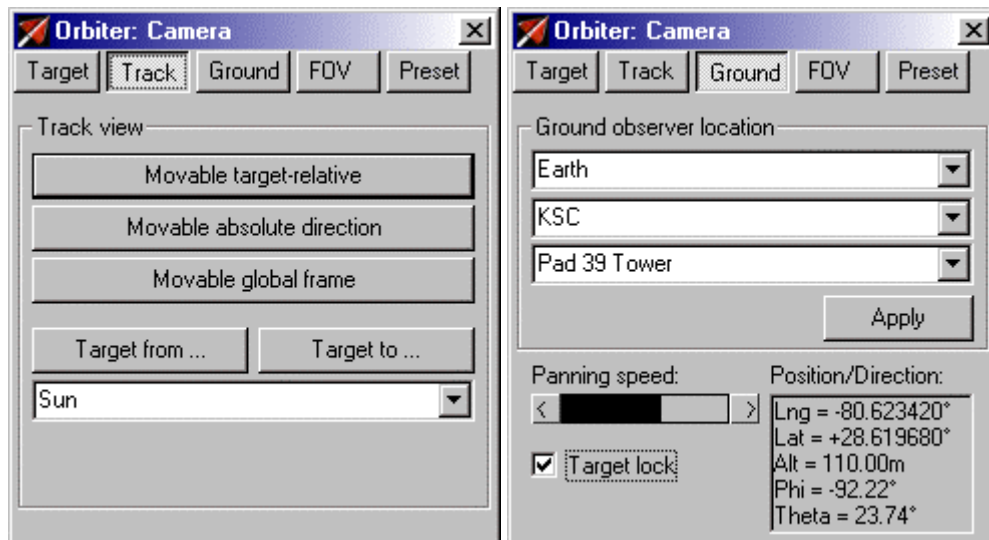 Orbiter: Camera
Target Track Ground FOV Preset
Track view
Movable target-relative
Movable absolute direction
Movable global frame
Target from ... Target to ...
Sun
Orbiter: Camera
Target Track Ground FOV Preset
Ground observer location
Earth
KSC
Pad 39 Tower
Apply
Panning speed:
Target lock
Position/Direction:
Lng = -80.623420°
Lat = +28.619680°
Alt = 110.00m
Phi = -92.22°
Theta = 23.74°